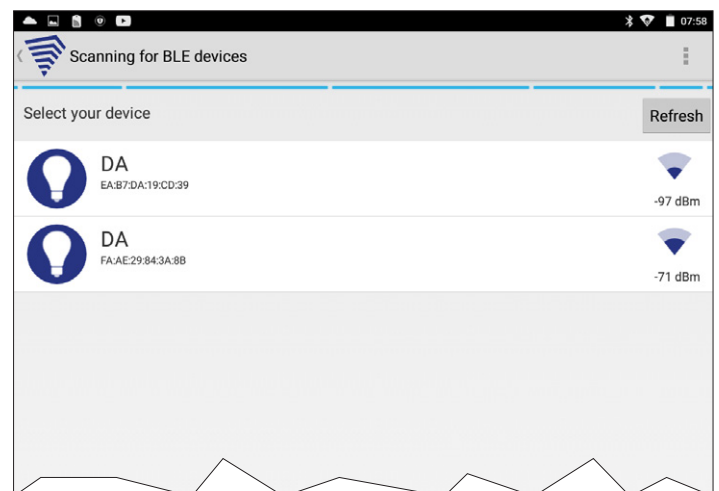 07:58
Scanning for BLE devices
Select your device
Refresh
DA
EA:B7:DA:19:CD:39
-97 dBm
DA
FA:AE:29:84:3A:8B
-71 dBm